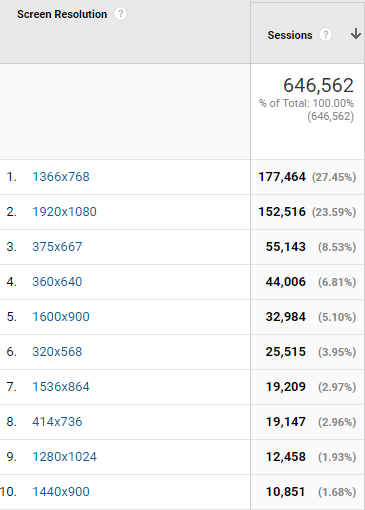 Screen Resolution ? Sessions ?
646,562
% of Total: 100.00%
(646,562)
1. 1366x768 177,464 (27.45%)
2. 1920x1080 152,516 (23.59%)
3. 375x667 55,143 (8.53%)
4. 360x640 44,006 (6.81%)
5. 1600x900 32,984 (5.10%)
6. 320x568 25,515 (3.95%)
7. 1536x864 19,209 (2.97%)
8. 414x736 19,147 (2.96%)
9. 1280x1024 12,458 (1.93%)
10. 1440x900 10,851 (1.68%)